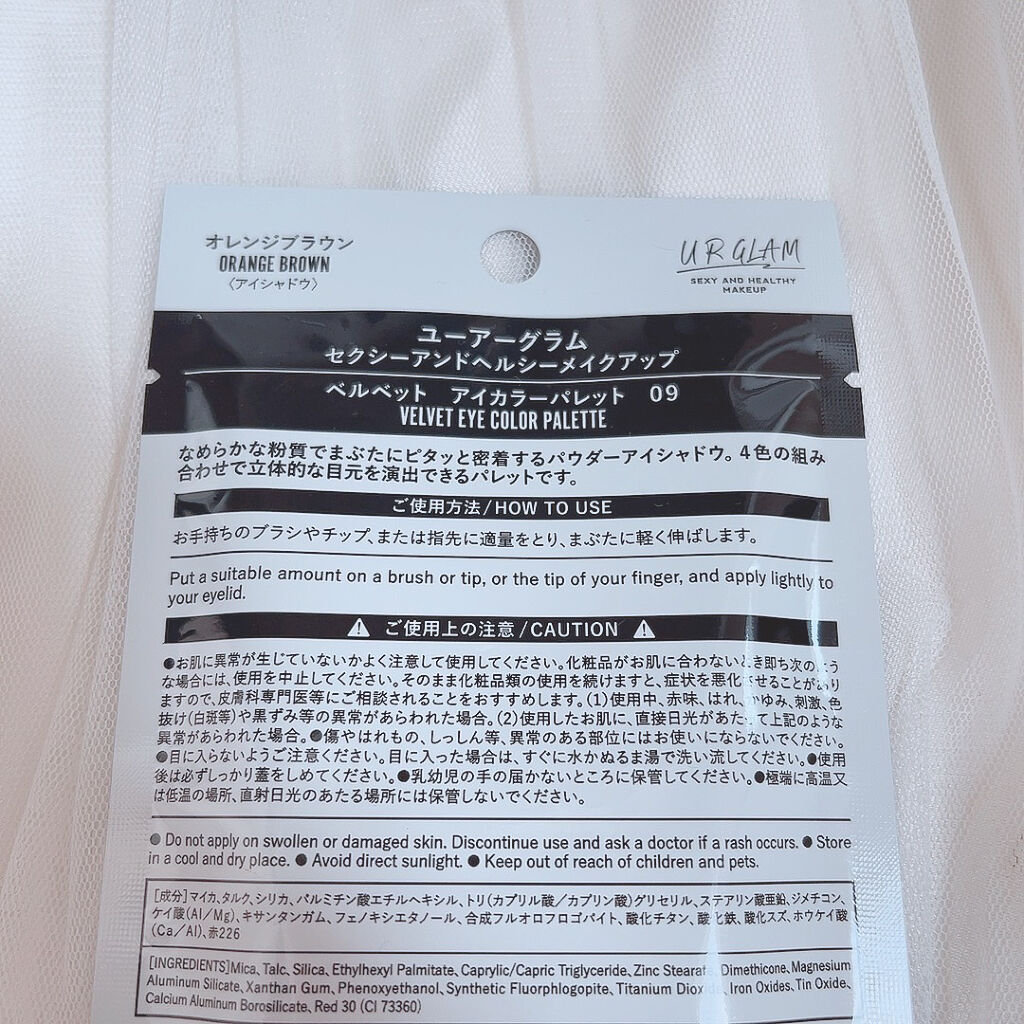 オレンジブラウン
ORANGE BROWN
〈アイシャドウ〉
UR GLAM
SEXY AND HEALTHY
MAKEUP
ユーアーグラム
セクシーアンドヘルシーメイクアップ
ベルベット アイカラーパレット 09
VELVET EYE COLOR PALETTE
なめらかな粉質でまぶたにピタッと密着するパウダーアイシャドウ。4色の組み
合わせで立体的な目元を演出できるパレットです。
ご使用方法/HOW TO USE
お手持ちのブラシやチップ、または指先に適量をとり、まぶたに軽く伸ばします。
Put a suitable amount on a brush or tip, or the tip of your finger, and apply lightly to
your eyelid.
⚠ ご使用上の注意/CAUTION ⚠
●お肌に異常が生じていないかよく注意して使用してください。化粧品がお肌に合わないとき即ち次のよう
な場合には、使用を中止してください。そのまま化粧品類の使用を続けますと、症状を悪化させることがあり
ますので、皮膚科専門医等にご相談されることをおすすめします。(1)使用中、赤味、はれ、かゆみ、刺激、色
抜け(白斑等)や黒ずみ等の異常があらわれた場合。(2)使用したお肌に、直接日光があたって上記のような
異常があらわれた場合。●傷やはれもの、しっしん等、異常のある部位にはお使いにならないでください。
●目に入らないようご注意ください。目に入った場合は、すぐに水かぬるま湯で洗い流してください。●使用
後は必ずしっかり蓋をしめてください。●乳幼児の手の届かないところに保管してください。●極端に高温又
は低温の場所、直射日光のあたる場所には保管しないでください。
● Do not apply on swollen or damaged skin. Discontinue use and ask a doctor if a rash occurs. ● Store
in a cool and dry place. ● Avoid direct sunlight. ● Keep out of reach of children and pets.
[成分]マイカ、タルク、シリカ、パルミチン酸エチルヘキシル、トリ(カプリル酸/カプリン酸)グリセリル、ステアリン酸亜鉛、ジメチコン、
ケイ酸(Al/Mg)、キサンタンガム、フェノキシエタノール、合成フルオロフロゴパイト、酸化チタン、酸化鉄、酸化スズ、ホウケイ酸
(Ca/Al)、赤226
[INGREDIENTS]Mica、Talc、Silica、Ethylhexyl Palmitate、Caprylic/Capric Triglyceride、Zinc Stearate、Dimethicone、Magnesium
Aluminum Silicate、Xanthan Gum、Phenoxyethanol、Synthetic Fluorphlogopite、Titanium Dioxide、Iron Oxides、Tin Oxide、
Calcium Aluminum Borosilicate、Red 30 (CI 73360)